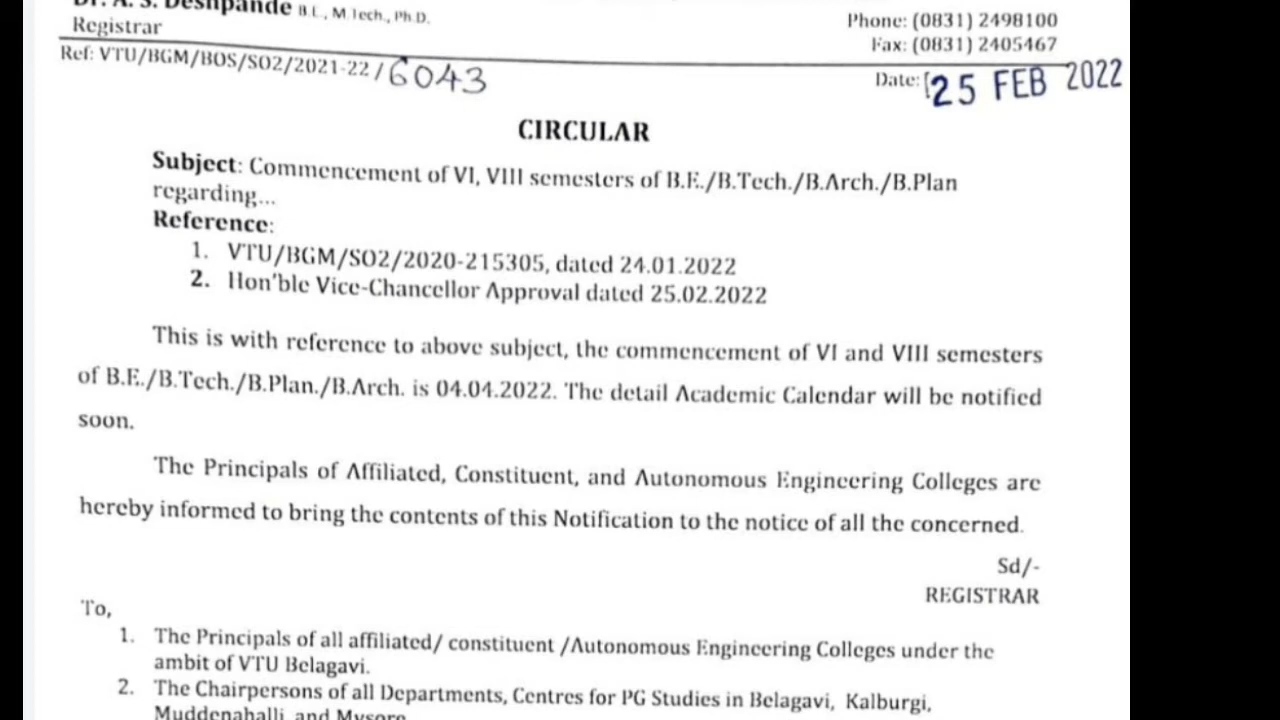 Dr. A. S. Deshpande B.E., M.Tech., Ph.D.
Registrar
Phone: (0831) 2498100
Fax: (0831) 2405467
Ref: VTU/BGM/BOS/SO2/2021-22/6043
Date: 25 FEB 2022
CIRCULAR
Subject: Commencement of VI, VIII semesters of B.E./B.Tech./B.Arch./B.Plan
regarding...
Reference:
1. VTU/BGM/SO2/2020-215305, dated 24.01.2022
2. Hon'ble Vice-Chancellor Approval dated 25.02.2022
This is with reference to above subject, the commencement of VI and VIII semesters
of B.E./B.Tech./B.Plan./B.Arch. is 04.04.2022. The detail Academic Calendar will be notified
soon.
The Principals of Affiliated, Constituent, and Autonomous Engineering Colleges are
hereby informed to bring the contents of this Notification to the notice of all the concerned.
Sd/-
REGISTRAR
To,
1. The Principals of all affiliated/ constituent /Autonomous Engineering Colleges under the
ambit of VTU Belagavi.
2. The Chairpersons of all Departments, Centres for PG Studies in Belagavi, Kalburgi,
Muddenahalli and Mysore